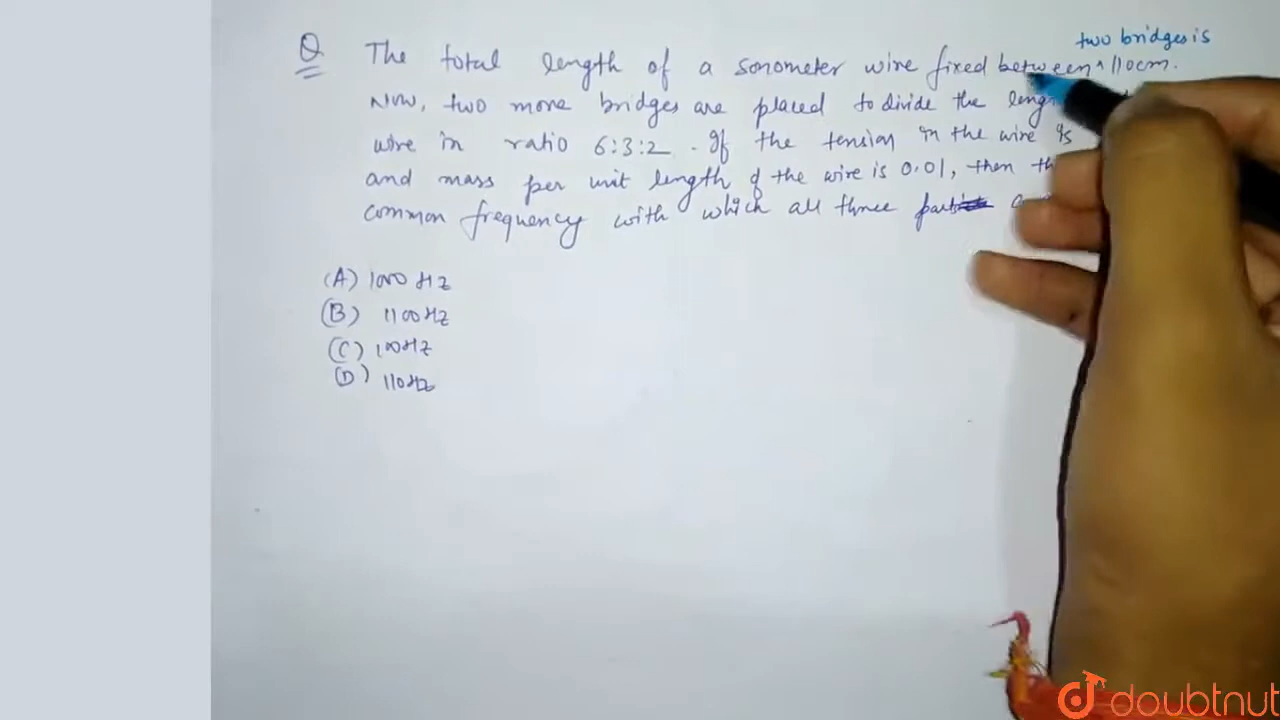 Q The total length of a sonometer wire fixed between ^ two bridges is 110cm.
Now, two more bridges are placed to divide the
wire in ratio 6:3:2. If the tension in the wire is
and mass per unit length of the wire is 0.01, then
common frequency with which all three
(A) 1000 Hz
(B) 1100 Hz
(C) 100 Hz
(D) 110 Hz
doubtnut